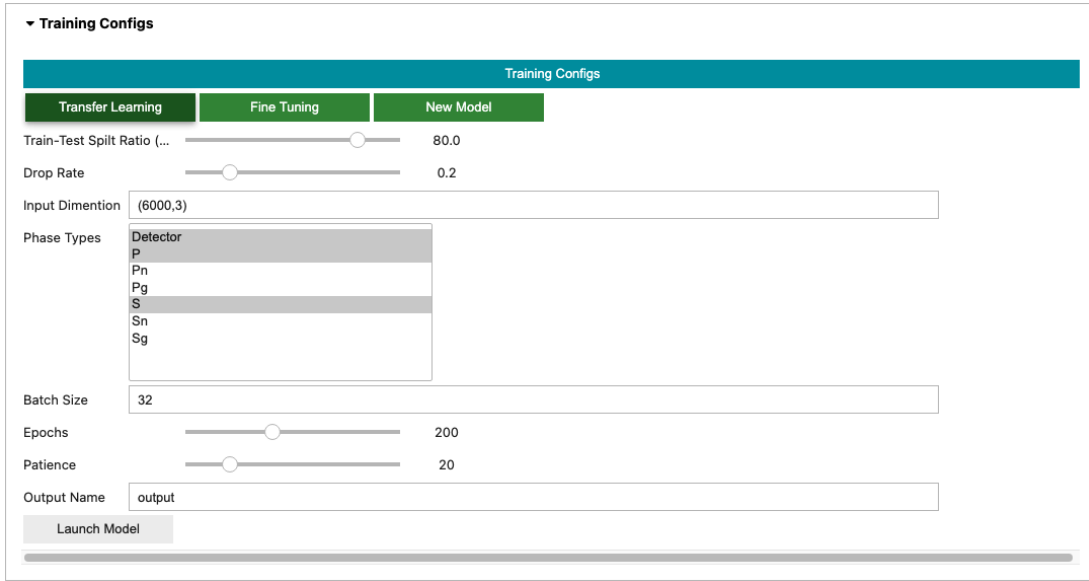 Training Configs
Training Configs
Transfer Learning Fine Tuning New Model
Train-Test Spilt Ratio (... 80.0
Drop Rate 0.2
Input Dimention (6000,3)
Phase Types Detector
P
Pn
Pg
S
Sn
Sg
Batch Size 32
Epochs 200
Patience 20
Output Name output
Launch Model